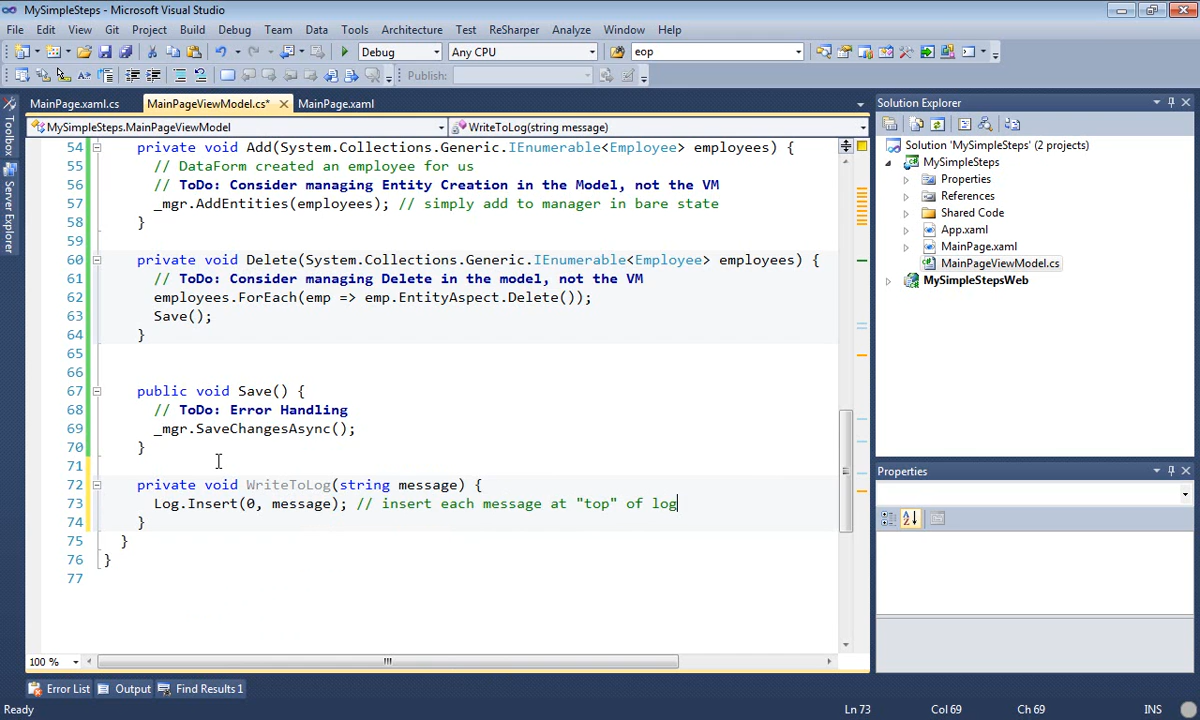 MySimpleSteps - Microsoft Visual Studio
File Edit View Git Project Build Debug Team Data Tools Architecture Test ReSharper Analyze Window Help
Debug Any CPU eop
Publish:
MainPage.xaml.cs MainPageViewModel.cs* MainPage.xaml
MySimpleSteps.MainPageViewModel WriteToLog(string message)
54 private void Add(System.Collections.Generic.IEnumerable<Employee> employees) {
55 // DataForm created an employee for us
56 // ToDo: Consider managing Entity Creation in the Model, not the VM
57 _mgr.AddEntities(employees); // simply add to manager in bare state
58 }
59
60 private void Delete(System.Collections.Generic.IEnumerable<Employee> employees) {
61 // ToDo: Consider managing Delete in the model, not the VM
62 employees.ForEach(emp => emp.EntityAspect.Delete());
63 Save();
64 }
65
66
67 public void Save() {
68 // ToDo: Error Handling
69 _mgr.SaveChangesAsync();
70 }
71
72 private void WriteToLog(string message) {
73 Log.Insert(0, message); // insert each message at "top" of log
74 }
75 }
76 }
77
100 %
Error List Output Find Results 1
Ready Ln 73 Col 69 Ch 69 INS
Toolbox
Server Explorer
Solution Explorer
Solution 'MySimpleSteps' (2 projects)
MySimpleSteps
Properties
References
Shared Code
App.xaml
MainPage.xaml
MainPageViewModel.cs
MySimpleStepsWeb
Properties